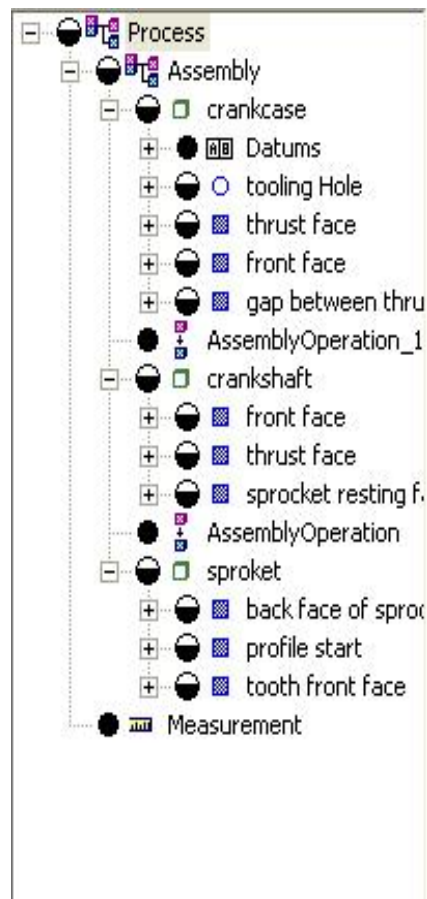 Process
Assembly
crankcase
AB Datums
tooling Hole
thrust face
front face
gap between thru
AssemblyOperation_1
crankshaft
front face
thrust face
sprocket resting f
AssemblyOperation
sproket
back face of sproc
profile start
tooth front face
Measurement